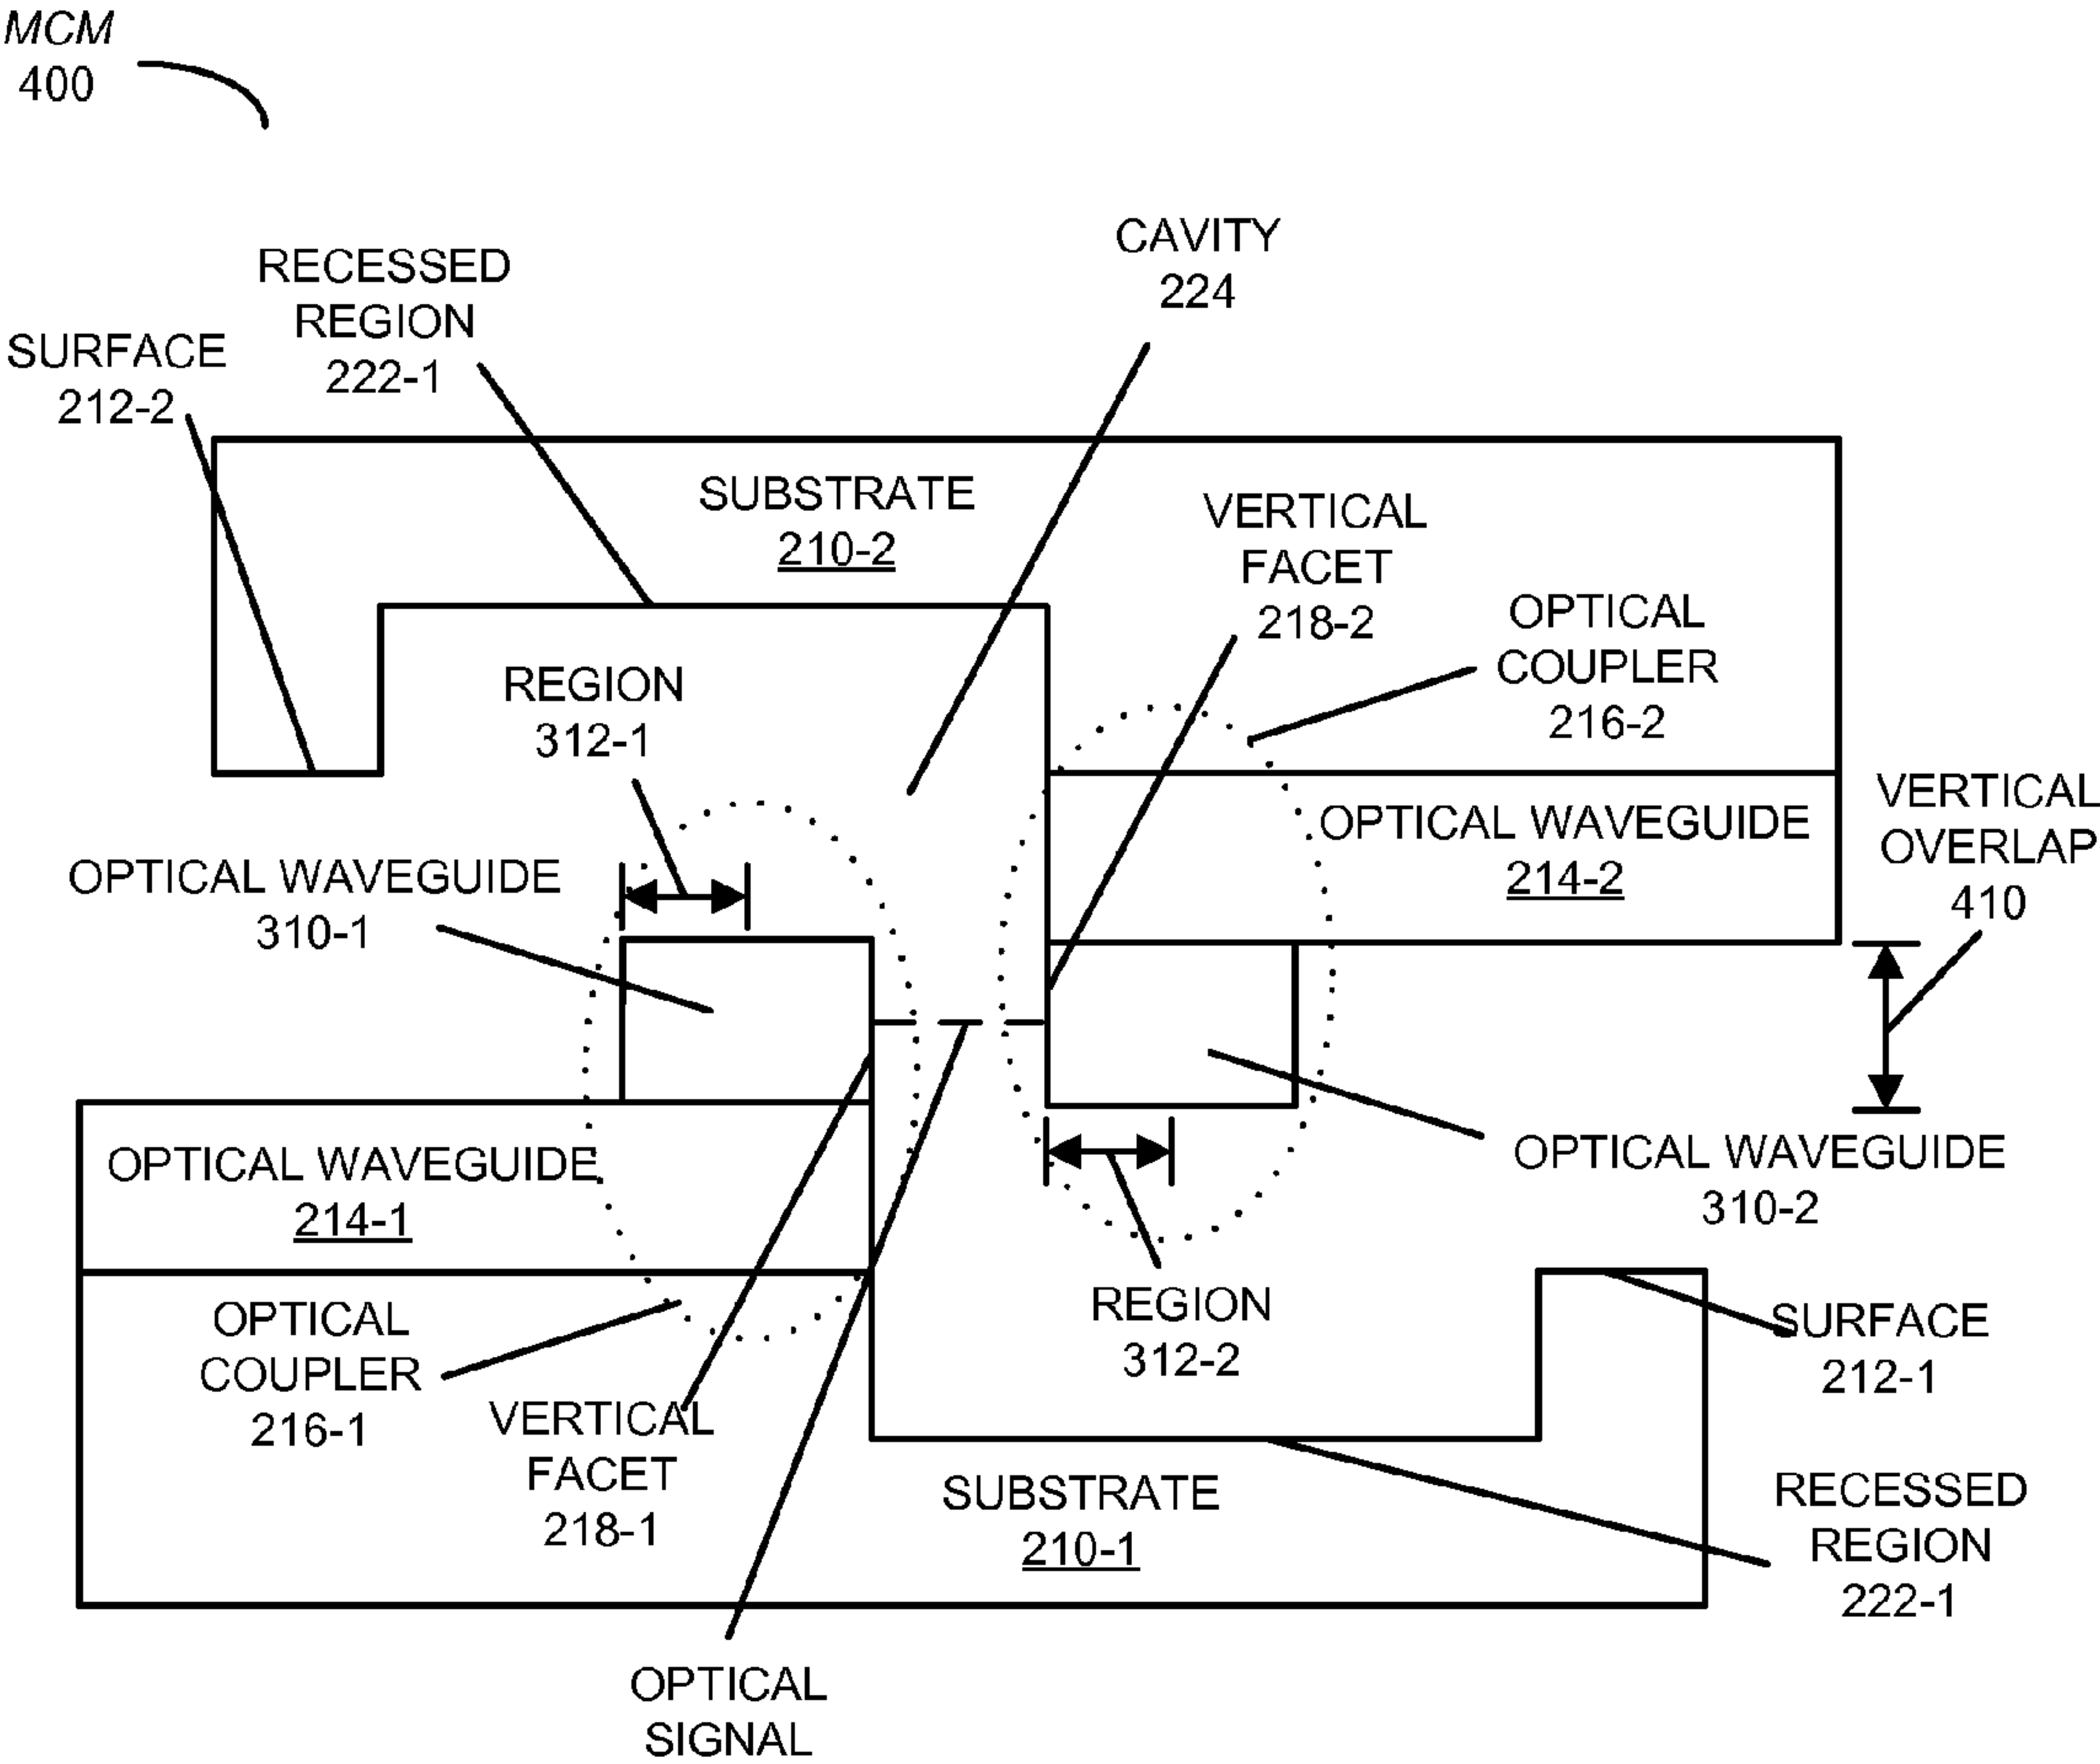 MCM
400
CAVITY
224
RECESSED
REGION
222-1
SURFACE
212-2
SUBSTRATE
210-2
VERTICAL
FACET
218-2
OPTICAL
COUPLER
216-2
REGION
312-1
VERTICAL
OVERLAP
410
OPTICAL WAVEGUIDE
214-2
OPTICAL WAVEGUIDE
310-1
OPTICAL WAVEGUIDE
214-1
OPTICAL WAVEGUIDE
310-2
REGION
312-2
SURFACE
212-1
OPTICAL
COUPLER
216-1
VERTICAL
FACET
218-1
SUBSTRATE
210-1
RECESSED
REGION
222-1
OPTICAL
SIGNAL